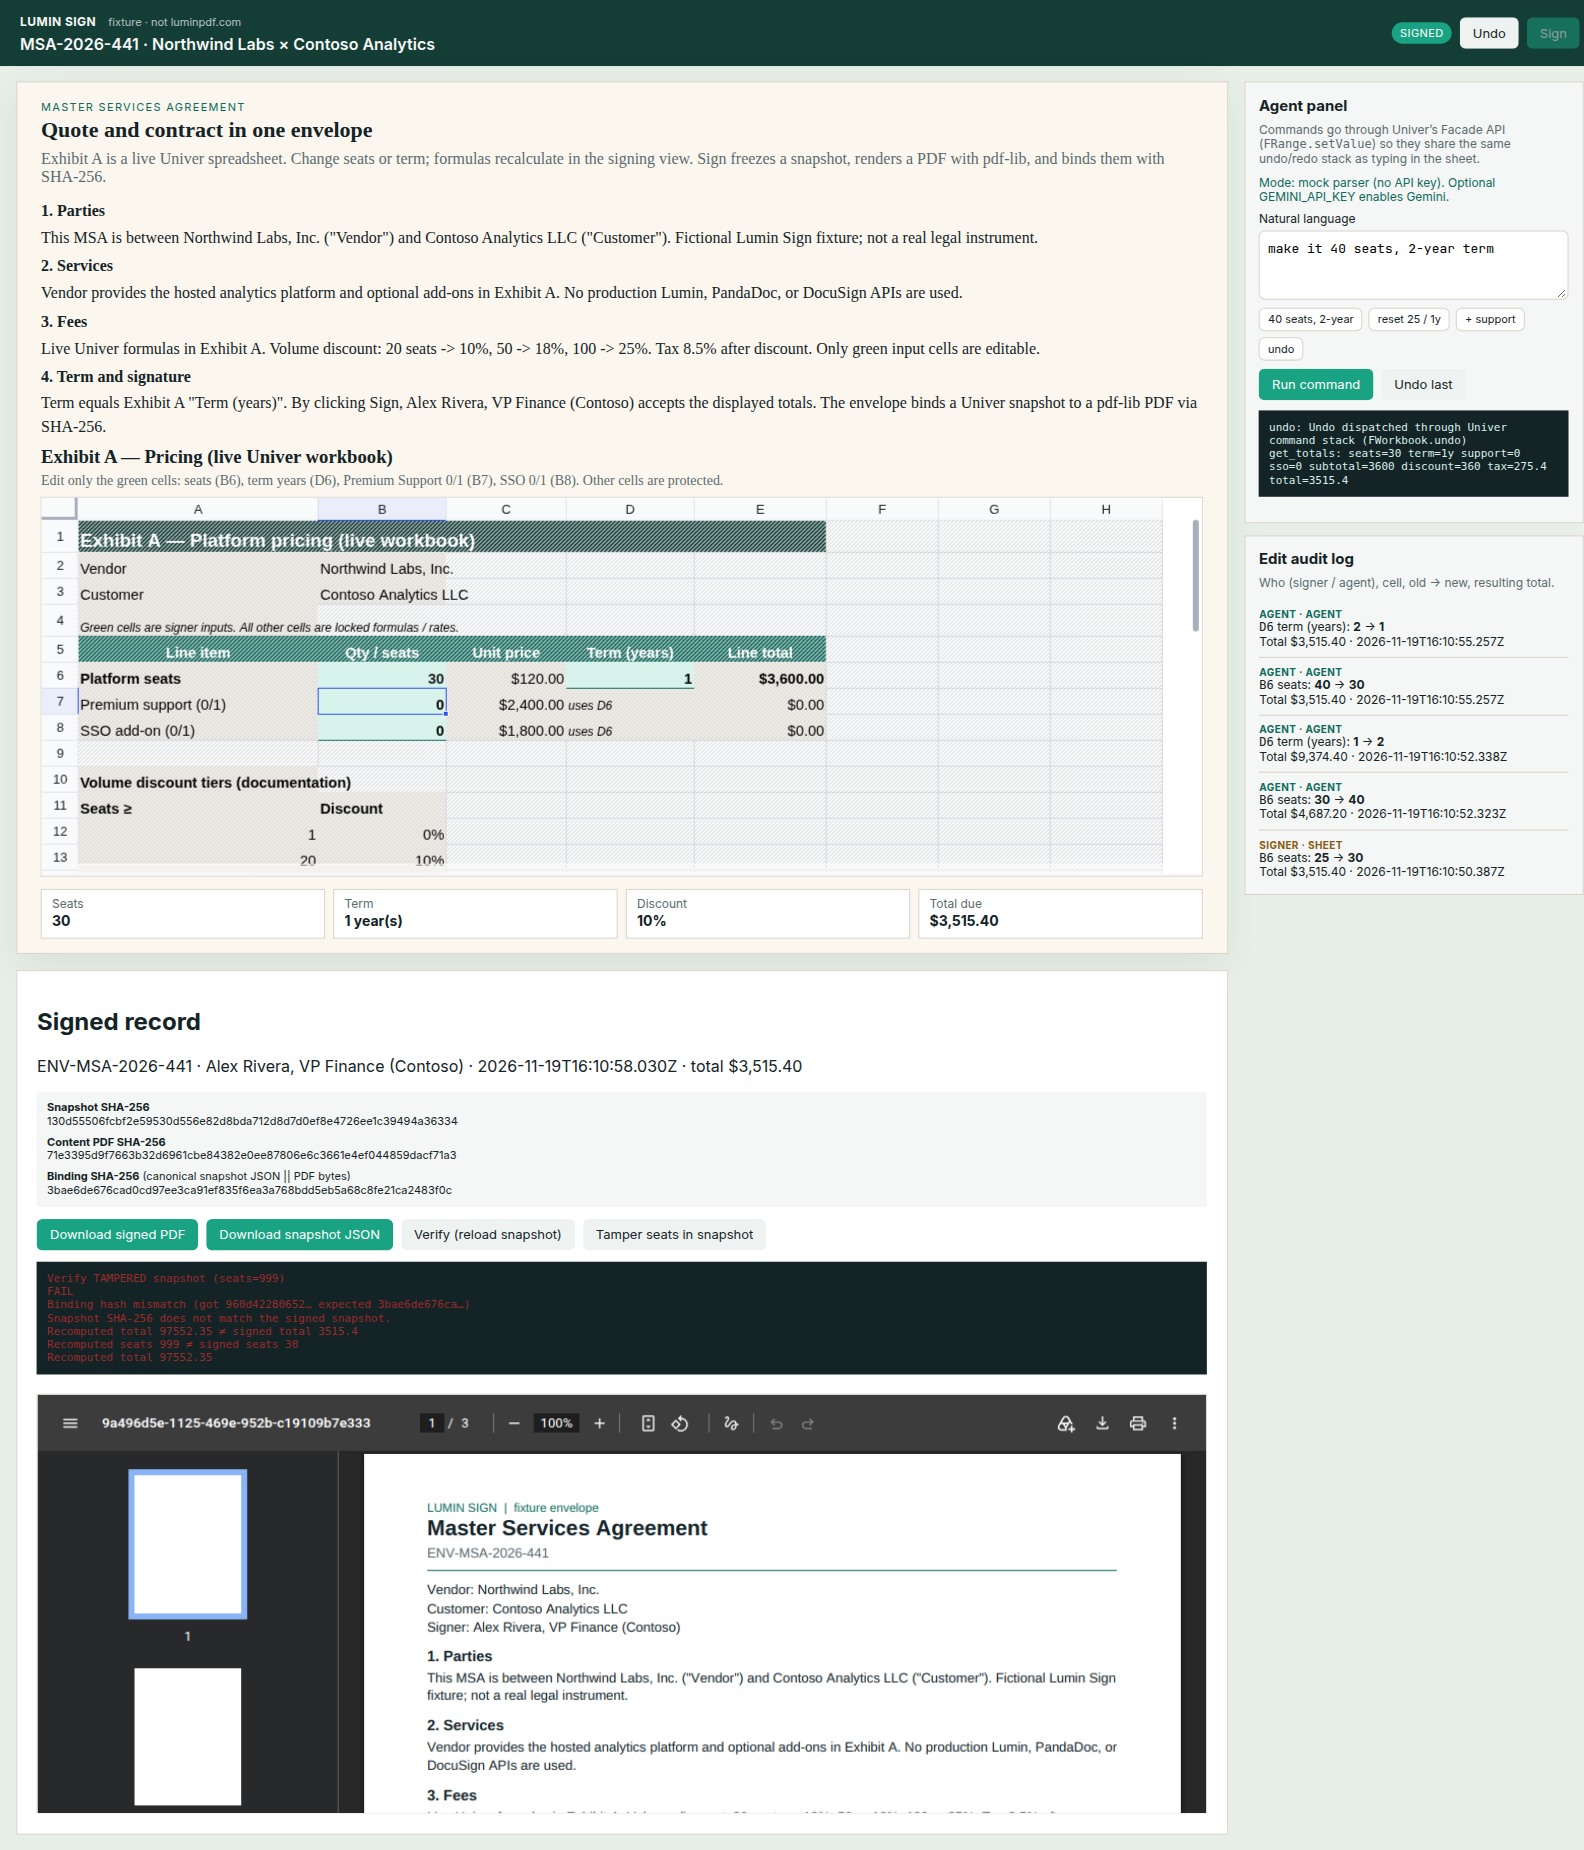 LUMIN SIGN fixture · not luminpdf.com
MSA-2026-441 · Northwind Labs × Contoso Analytics
SIGNED Undo Sign
MASTER SERVICES AGREEMENT
Quote and contract in one envelope
Exhibit A is a live Univer spreadsheet. Change seats or term; formulas recalculate in the signing view. Sign freezes a snapshot, renders a PDF with pdf-lib, and binds them with
SHA-256.
1. Parties
This MSA is between Northwind Labs, Inc. ("Vendor") and Contoso Analytics LLC ("Customer"). Fictional Lumin Sign fixture; not a real legal instrument.
2. Services
Vendor provides the hosted analytics platform and optional add-ons in Exhibit A. No production Lumin, PandaDoc, or DocuSign APIs are used.
3. Fees
Live Univer formulas in Exhibit A. Volume discount: 20 seats -> 10%, 50 -> 18%, 100 -> 25%. Tax 8.5% after discount. Only green input cells are editable.
4. Term and signature
Term equals Exhibit A "Term (years)". By clicking Sign, Alex Rivera, VP Finance (Contoso) accepts the displayed totals. The envelope binds a Univer snapshot to a pdf-lib PDF via
SHA-256.
Exhibit A — Pricing (live Univer workbook)
Edit only the green cells: seats (B6), term years (D6), Premium Support 0/1 (B7), SSO 0/1 (B8). Other cells are protected.
A B C D E F G H
1 Exhibit A — Platform pricing (live workbook)
2 Vendor Northwind Labs, Inc.
3 Customer Contoso Analytics LLC
4 Green cells are signer inputs. All other cells are locked formulas / rates.
5 Line item Qty / seats Unit price Term (years) Line total
6 Platform seats 30 $120.00 1 $3,600.00
7 Premium support (0/1) 0 $2,400.00 uses D6 $0.00
8 SSO add-on (0/1) 0 $1,800.00 uses D6 $0.00
9
10 Volume discount tiers (documentation)
11 Seats ≥ Discount
12 1 0%
13 20 10%
Seats Term Discount Total due
30 1 year(s) 10% $3,515.40
Agent panel
Commands go through Univer's Facade API
(FRange.setValue) so they share the same
undo/redo stack as typing in the sheet.
Mode: mock parser (no API key). Optional
GEMINI_API_KEY enables Gemini.
Natural language
make it 40 seats, 2-year term
40 seats, 2-year reset 25 / 1y + support
undo
Run command Undo last
undo: Undo dispatched through Univer
command stack (FWorkbook.undo)
get_totals: seats=30 term=1y support=0
sso=0 subtotal=3600 discount=360 tax=275.4
total=3515.4
Edit audit log
Who (signer / agent), cell, old → new, resulting total.
AGENT · AGENT
D6 term (years): 2 → 1
Total $3,515.40 · 2026-11-19T16:10:55.257Z
AGENT · AGENT
B6 seats: 40 → 30
Total $3,515.40 · 2026-11-19T16:10:55.257Z
AGENT · AGENT
D6 term (years): 1 → 2
Total $9,374.40 · 2026-11-19T16:10:52.338Z
AGENT · AGENT
B6 seats: 30 → 40
Total $4,687.20 · 2026-11-19T16:10:52.323Z
SIGNER · SHEET
B6 seats: 25 → 30
Total $3,515.40 · 2026-11-19T16:10:50.387Z
Signed record
ENV-MSA-2026-441 · Alex Rivera, VP Finance (Contoso) · 2026-11-19T16:10:58.030Z · total $3,515.40
Snapshot SHA-256
130d55506fcbf2e59530d556e82d8bda712d8d7d0ef8e4726ee1c39494a36334
Content PDF SHA-256
71e3395d9f7663b32d6961cbe84382e0ee87806e6c3661e4ef044859dacf71a3
Binding SHA-256 (canonical snapshot JSON || PDF bytes)
3bae6de676cad0cd97ee3ca91ef835f6ea3a768bdd5eb5a68c8fe21ca2483f0c
Download signed PDF Download snapshot JSON Verify (reload snapshot) Tamper seats in snapshot
Verify TAMPERED snapshot (seats=999)
FAIL
Binding hash mismatch (got 960d42280652… expected 3bae6de676ca…)
Snapshot SHA-256 does not match the signed snapshot.
Recomputed total 97552.35 ≠ signed total 3515.4
Recomputed seats 999 ≠ signed seats 30
Recomputed total 97552.35
9a496d5e-1125-469e-952b-c19109b7e333 1 / 3 100%
1
LUMIN SIGN | fixture envelope
Master Services Agreement
ENV-MSA-2026-441
Vendor: Northwind Labs, Inc.
Customer: Contoso Analytics LLC
Signer: Alex Rivera, VP Finance (Contoso)
1. Parties
This MSA is between Northwind Labs, Inc. ("Vendor") and Contoso Analytics LLC ("Customer"). Fictional Lumin Sign
fixture; not a real legal instrument.
2. Services
Vendor provides the hosted analytics platform and optional add-ons in Exhibit A. No production Lumin, PandaDoc, or
DocuSign APIs are used.
3. Fees